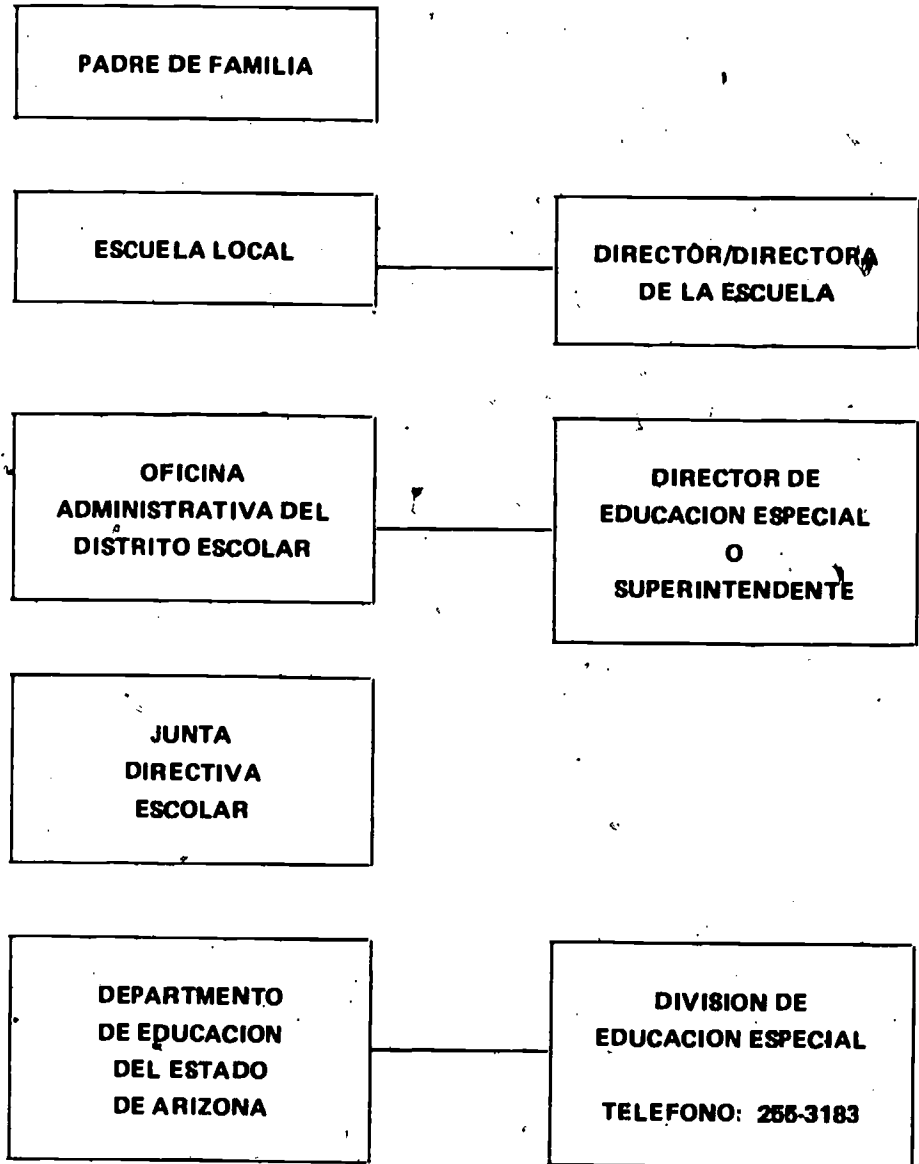 PADRE DE FAMILIA
ESCUELA LOCAL
DIRECTOR/DIRECTORA
DE LA ESCUELA
OFICINA
ADMINISTRATIVA DEL
DISTRITO ESCOLAR
DIRECTOR DE
EDUCACION ESPECIAL
O
SUPERINTENDENTE
JUNTA
DIRECTIVA
ESCOLAR
DEPARTMENTO
DE EDUCACION
DEL ESTADO
DE ARIZONA
DIVISION DE
EDUCACION ESPECIAL
TELEFONO: 255-3183